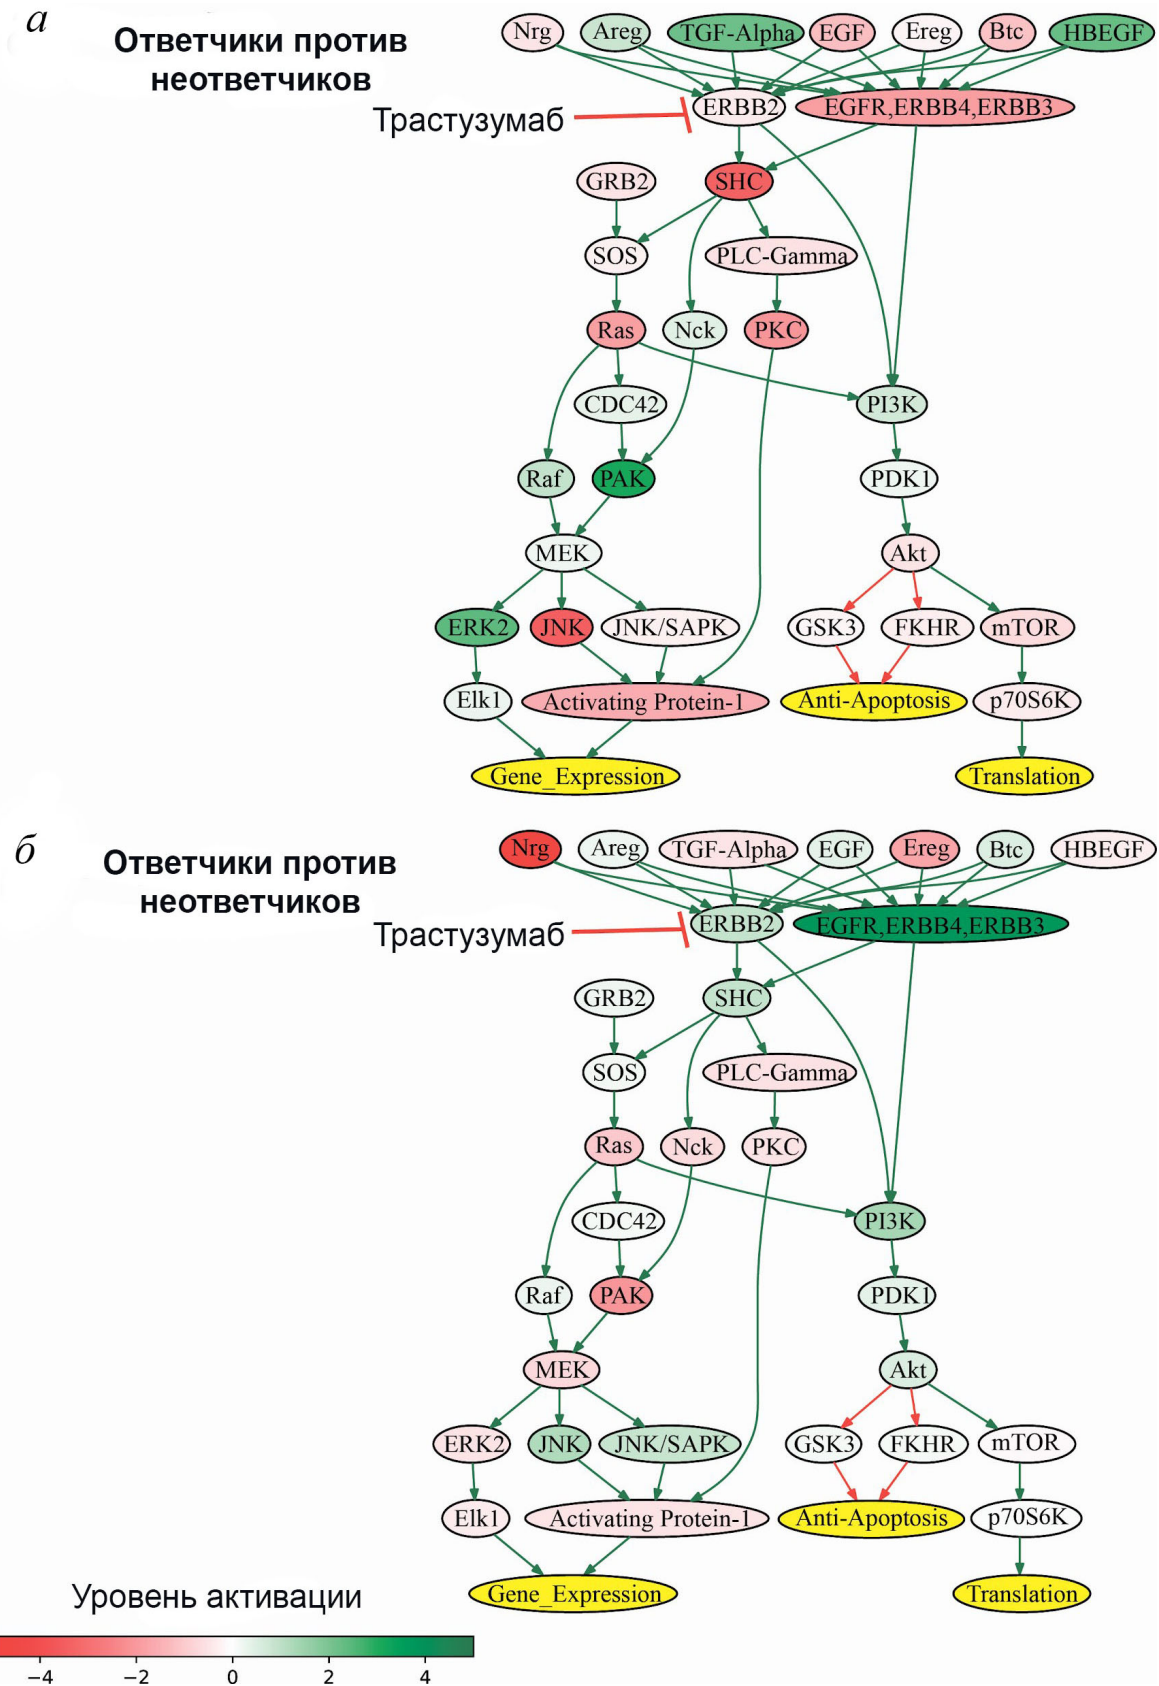 а
Ответчики против
неответчиков
Nrg Areg TGF-Alpha EGF Ereg Btc HBEGF
Трастузумаб
ERBB2 EGFR,ERBB4,ERBB3
GRB2 SHC
SOS PLC-Gamma
Ras Nck PKC
CDC42 PI3K
Raf PAK PDK1
MEK Akt
ERK2 JNK JNK/SAPK GSK3 FKHR mTOR
Elk1 Activating Protein-1 Anti-Apoptosis p70S6K
Gene_Expression Translation
б
Ответчики против
неответчиков
Nrg Areg TGF-Alpha EGF Ereg Btc HBEGF
Трастузумаб
ERBB2 EGFR,ERBB4,ERBB3
GRB2 SHC
SOS PLC-Gamma
Ras Nck PKC
CDC42 PI3K
Raf PAK PDK1
MEK Akt
ERK2 JNK JNK/SAPK GSK3 FKHR mTOR
Elk1 Activating Protein-1 Anti-Apoptosis p70S6K
Gene_Expression Translation
Уровень активации
−4 −2 0 2 4